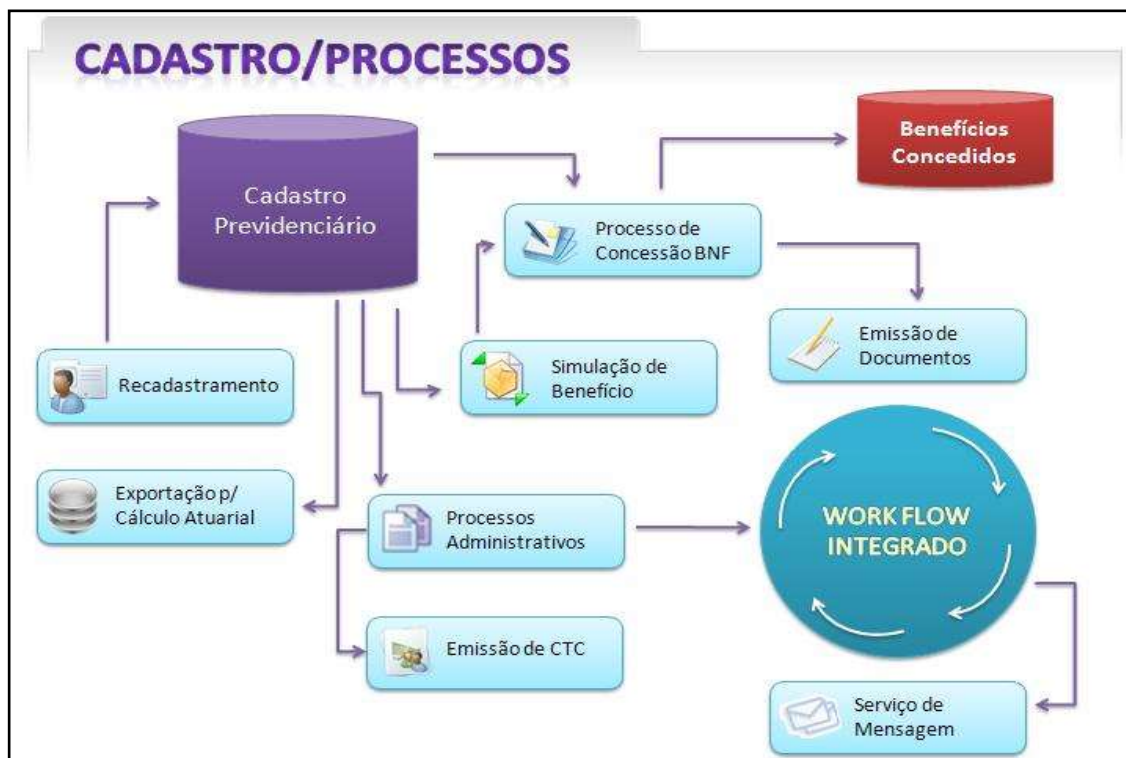 CADASTRO/PROCESSOS
Benefícios
Concedidos
Cadastro
Previdenciário
Processo de
Concessão BNF
Emissão de
Documentos
Recadastramento
Simulação de
Benefício
Exportação p/
Cálculo Atuarial
Processos
Administrativos
WORK FLOW
INTEGRADO
Emissão de CTC
Serviço de
Mensagem